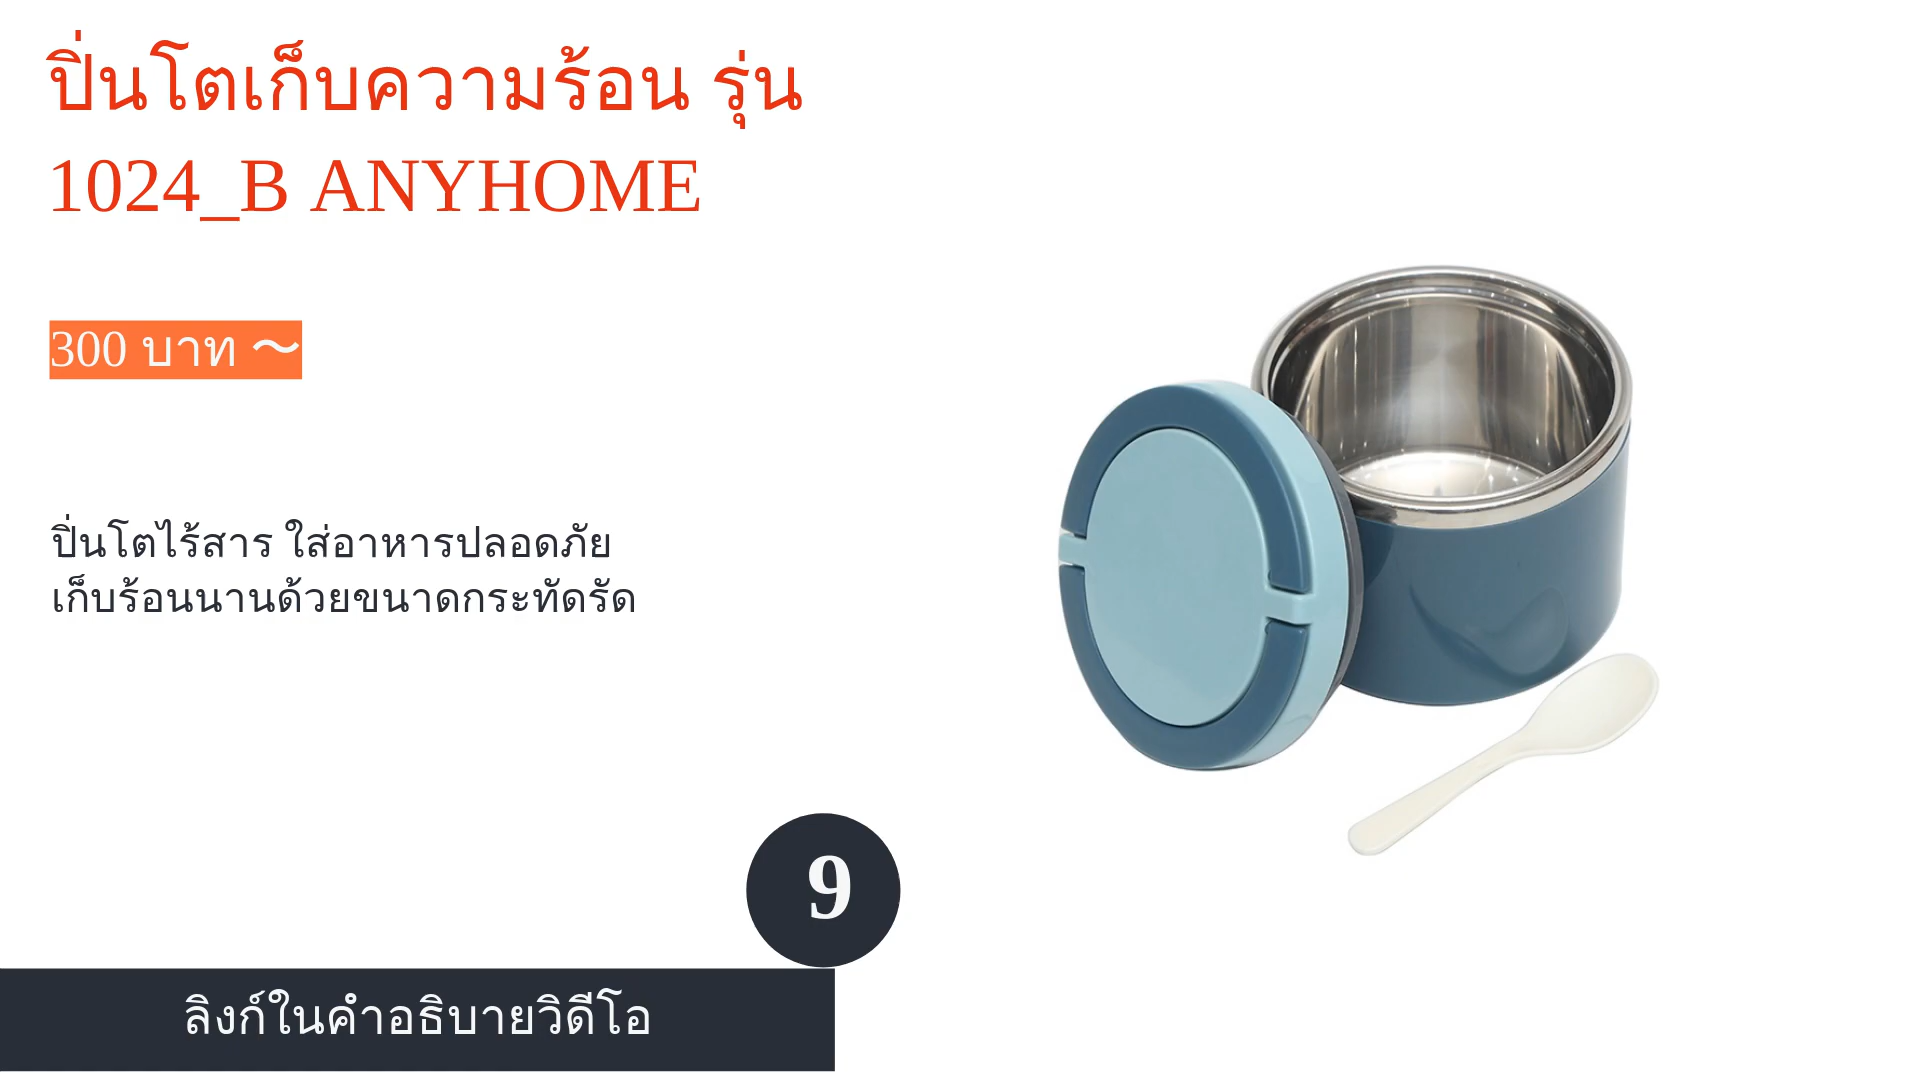 ปิ่นโตเก็บความร้อน รุ่น
1024_B ANYHOME
300 บาท ～
ปิ่นโตไร้สาร ใส่อาหารปลอดภัย
เก็บร้อนนานด้วยขนาดกระทัดรัด
9
ลิงก์ในคำอธิบายวิดีโอ